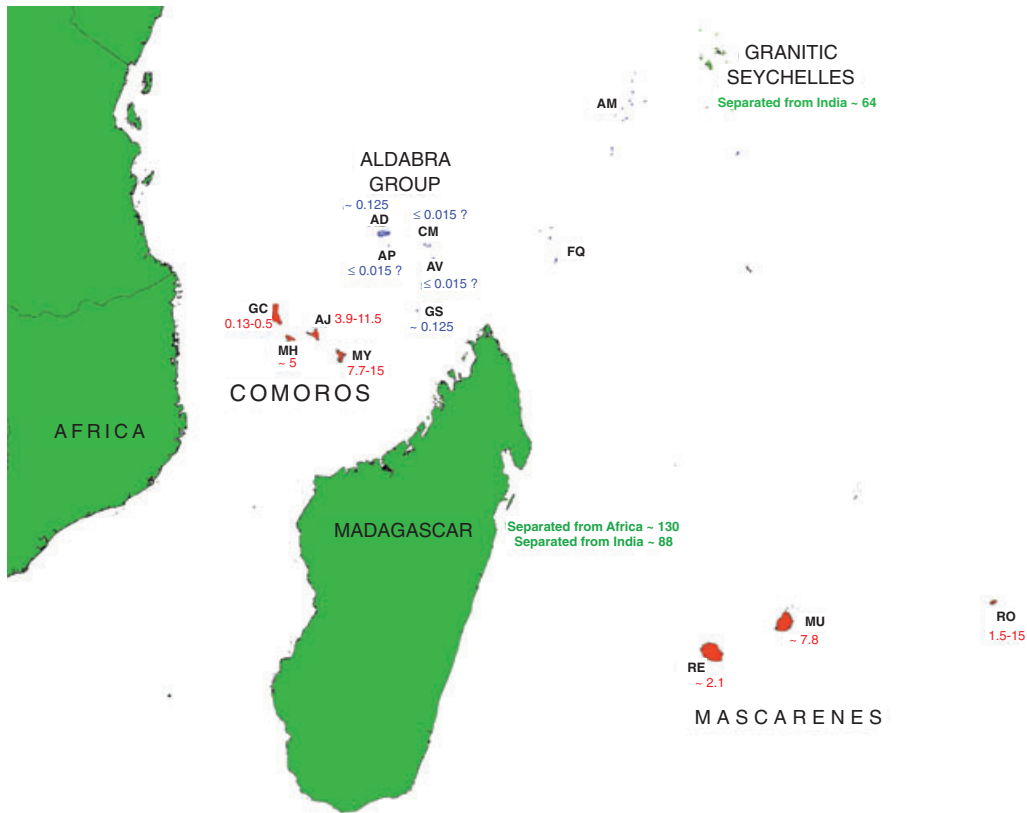 GRANITIC
SEYCHELLES
Separated from India ~ 64
AM
ALDABRA
GROUP
~ 0.125
AD
≤ 0.015 ?
CM
AP
≤ 0.015 ?
AV
≤ 0.015 ?
FQ
GS
~ 0.125
GC
0.13-0.5
AJ 3.9-11.5
MH
~ 5
MY
7.7-15
COMOROS
AFRICA
MADAGASCAR
Separated from Africa ~ 130
Separated from India ~ 88
MU
~ 7.8
RO
1.5-15
RE
~ 2.1
MASCARENES